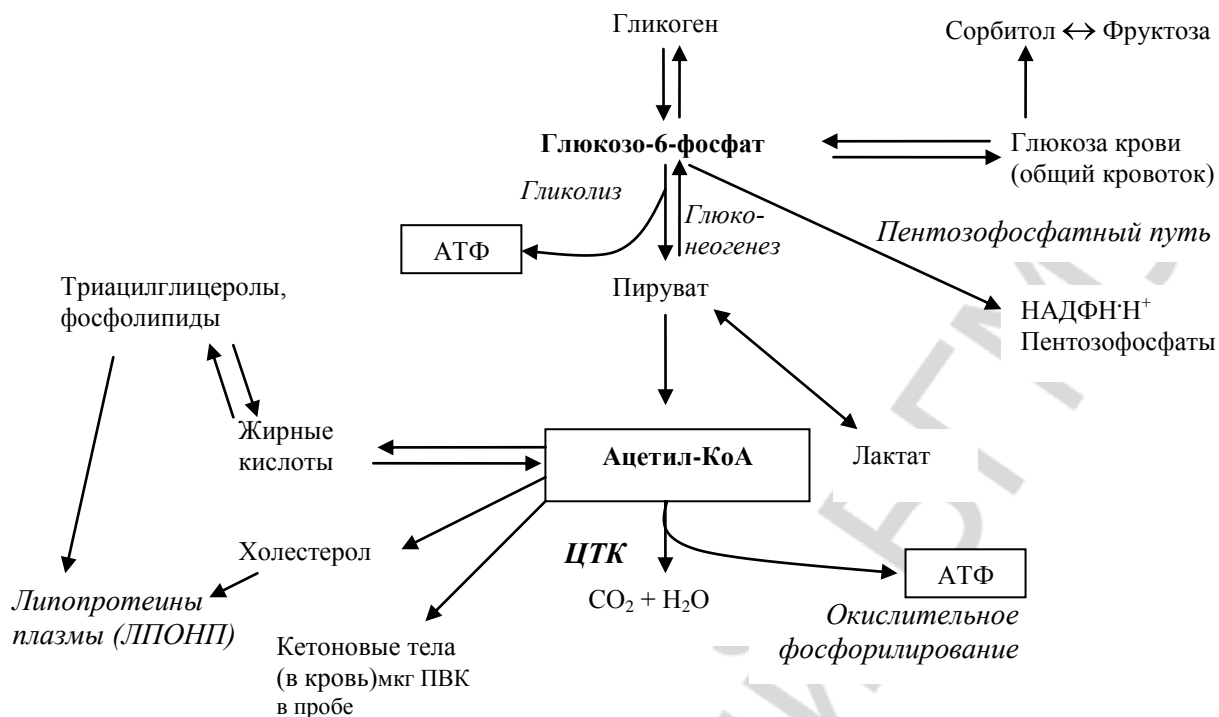 Гликоген
Сорбитол ↔ Фруктоза
Глюкозо-6-фосфат
Глюкоза крови
(общий кровоток)
Гликолиз
Глюко-
неогенез
Пентозофосфатный путь
АТФ
Триацилглицеролы,
фосфолипиды
Пируват
НАДФН·Н⁺
Пентозофосфаты
Жирные
кислоты
Ацетил-КоА
Лактат
Холестерол
ЦТК
АТФ
Липопротеины
плазмы (ЛПОНП)
CO₂ + H₂O
Окислительное
фосфорилирование
Кетоновые тела
(в кровь)мкг ПВК
в пробе